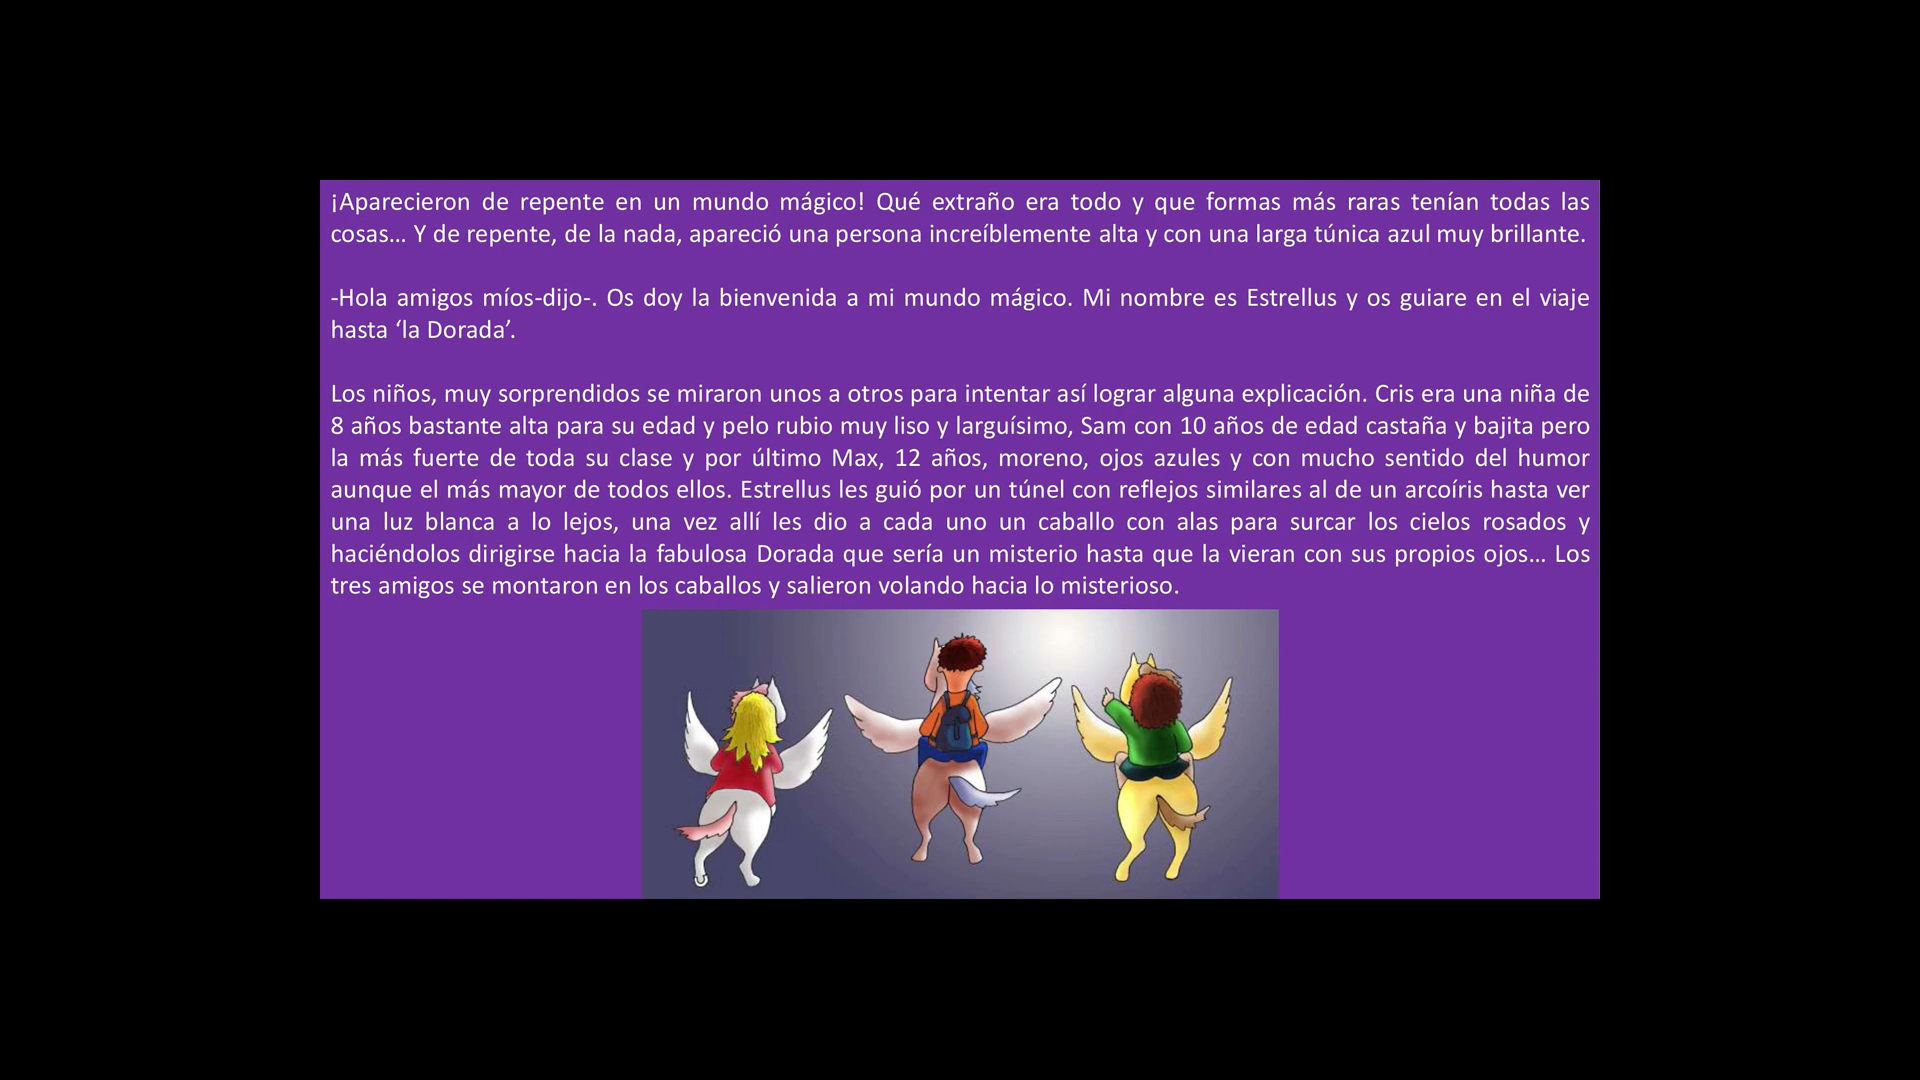 ¡Aparecieron de repente en un mundo mágico! Qué extraño era todo y que formas más raras tenían todas las
cosas… Y de repente, de la nada, apareció una persona increíblemente alta y con una larga túnica azul muy brillante.
-Hola amigos míos-dijo-. Os doy la bienvenida a mi mundo mágico. Mi nombre es Estrellus y os guiare en el viaje
hasta ‘la Dorada’.
Los niños, muy sorprendidos se miraron unos a otros para intentar así lograr alguna explicación. Cris era una niña de
8 años bastante alta para su edad y pelo rubio muy liso y larguísimo, Sam con 10 años de edad castaña y bajita pero
la más fuerte de toda su clase y por último Max, 12 años, moreno, ojos azules y con mucho sentido del humor
aunque el más mayor de todos ellos. Estrellus les guió por un túnel con reflejos similares al de un arcoíris hasta ver
una luz blanca a lo lejos, una vez allí les dio a cada uno un caballo con alas para surcar los cielos rosados y
haciéndolos dirigirse hacia la fabulosa Dorada que sería un misterio hasta que la vieran con sus propios ojos… Los
tres amigos se montaron en los caballos y salieron volando hacia lo misterioso.